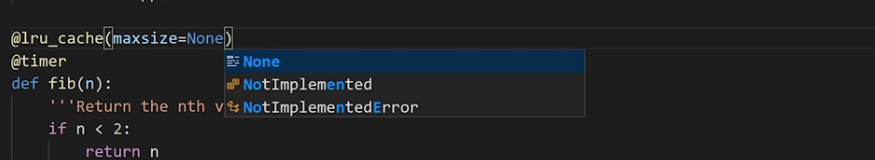 @lru_cache(maxsize=None)
@timer
None
def fib(n):
NotImplemented
'''Return the nth v
NotImplementedError
if n < 2:
return n